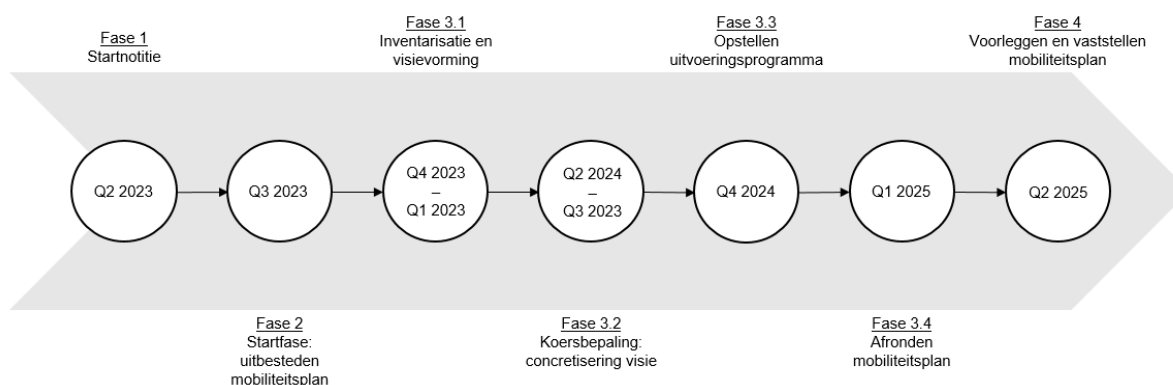 Fase 1
Startnotitie
Fase 3.1
Inventarisatie en
visievorming
Fase 3.3
Opstellen
uitvoeringsprogramma
Fase 4
Voorleggen en vaststellen
mobiliteitsplan
Q2 2023
Q3 2023
Q4 2023
–
Q1 2023
Q2 2024
–
Q3 2023
Q4 2024
Q1 2025
Q2 2025
Fase 2
Startfase:
uitbesteden
mobiliteitsplan
Fase 3.2
Koersbepaling:
concretisering visie
Fase 3.4
Afronden
mobiliteitsplan